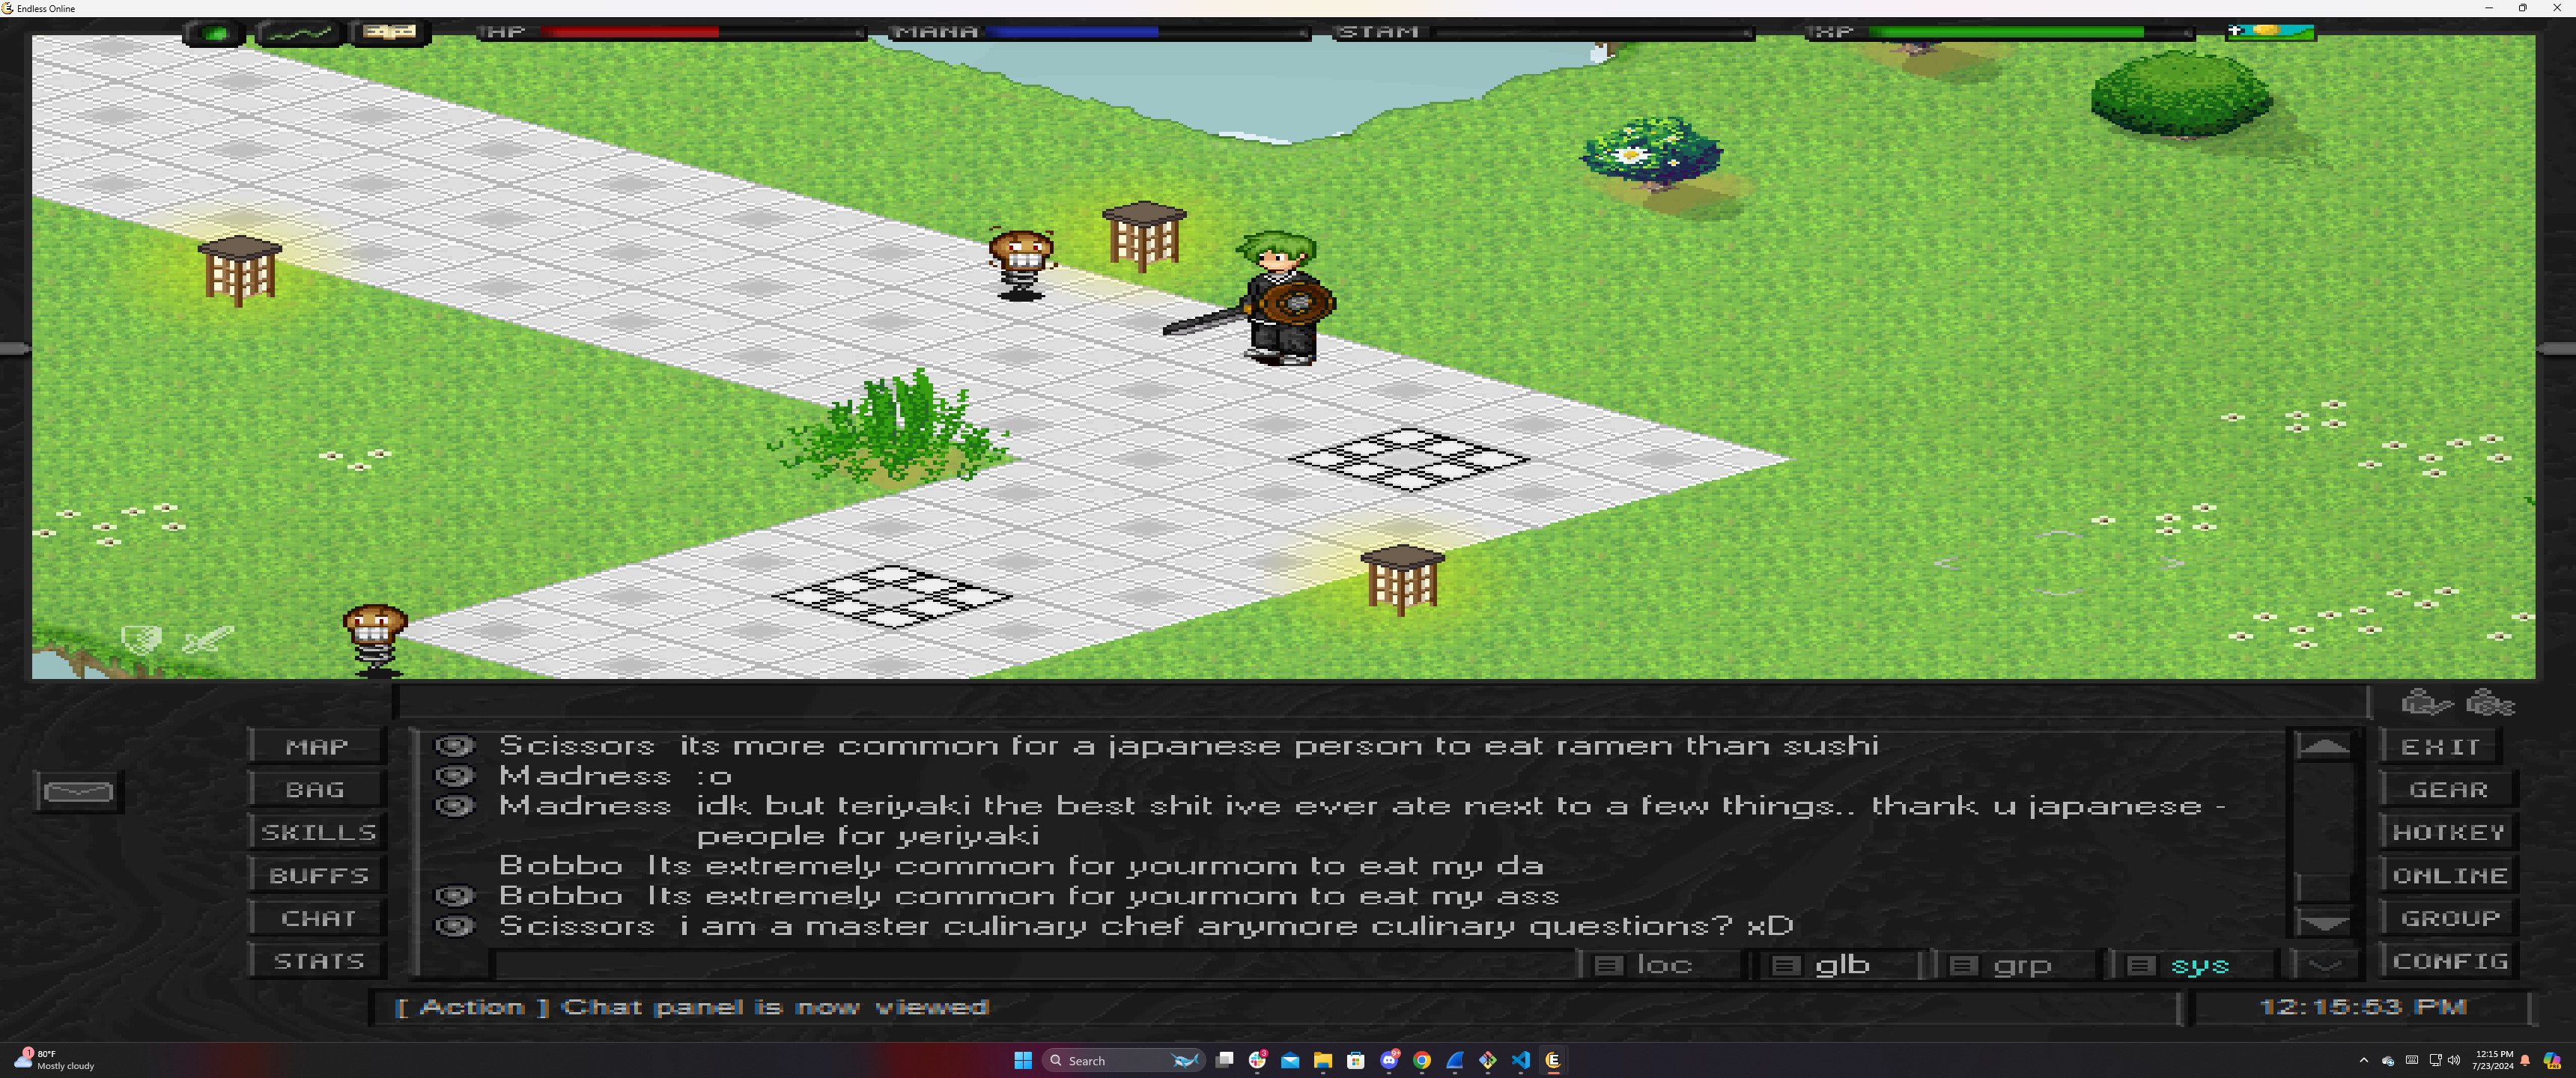 Endless Online
HP
MANA
STAM
XP
MAP
BAG
SKILLS
BUFFS
CHAT
STATS
Scissors its more common for a japanese person to eat ramen than sushi
Madness :o
Madness idk but teriyaki the best shit ive ever ate next to a few things.. thank u japanese -
people for yeriyaki
Bobbo Its extremely common for yourmom to eat my da
Bobbo Its extremely common for yourmom to eat my ass
Scissors i am a master culinary chef anymore culinary questions? xD
loc
glb
grp
sys
EXIT
GEAR
HOTKEY
ONLINE
GROUP
CONFIG
[ Action ] Chat panel is now viewed
12:15:53 PM
1
80°F
Mostly cloudy
Search
3
9+
12:15 PM
7/23/2024